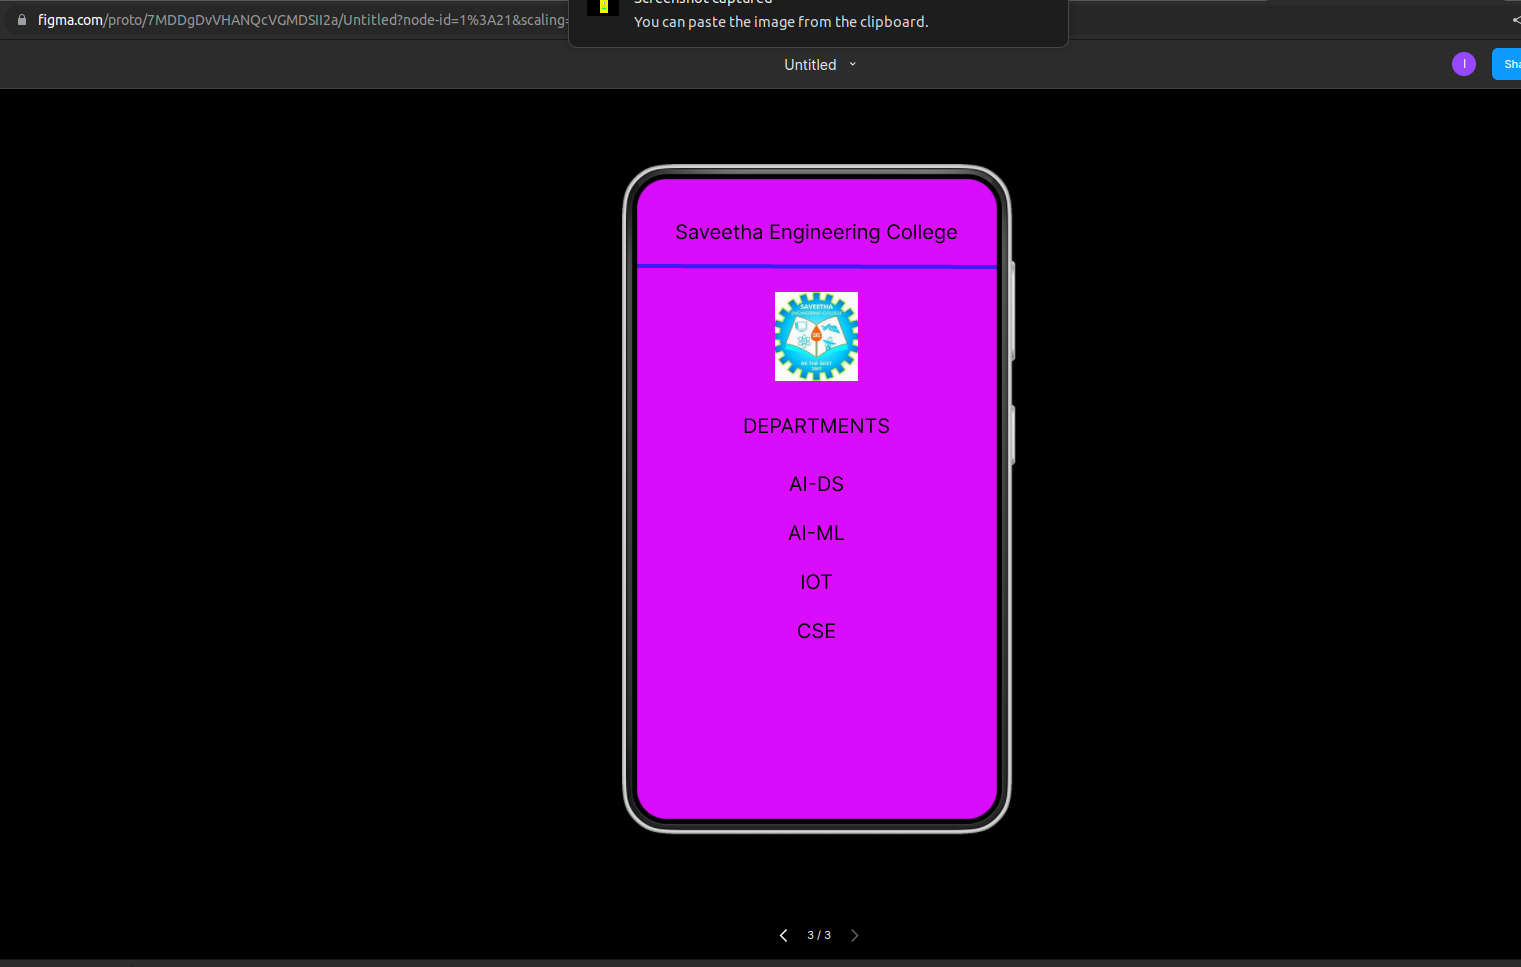 Screenshot captured
You can paste the image from the clipboard.
figma.com/proto/7MDDgDvVHANQcVGMDSII2a/Untitled?node-id=1%3A21&scaling=
Untitled
I
Sha
Saveetha Engineering College
SAVEETHA
ENGINEERING COLLEGE
BE THE BEST
2001
DEPARTMENTS
AI-DS
AI-ML
IOT
CSE
3 / 3